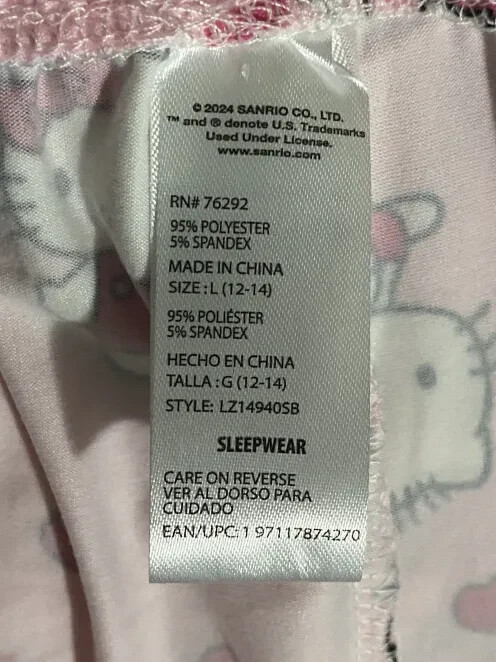 © 2024 SANRIO CO., LTD.
™ and ® denote U.S. Trademarks
Used Under License.
www.sanrio.com
RN# 76292
95% POLYESTER
5% SPANDEX
MADE IN CHINA
SIZE : L (12-14)
95% POLIÉSTER
5% SPANDEX
HECHO EN CHINA
TALLA : G (12-14)
STYLE: LZ14940SB
SLEEPWEAR
CARE ON REVERSE
VER AL DORSO PARA
CUIDADO
EAN/UPC: 1 97117874270